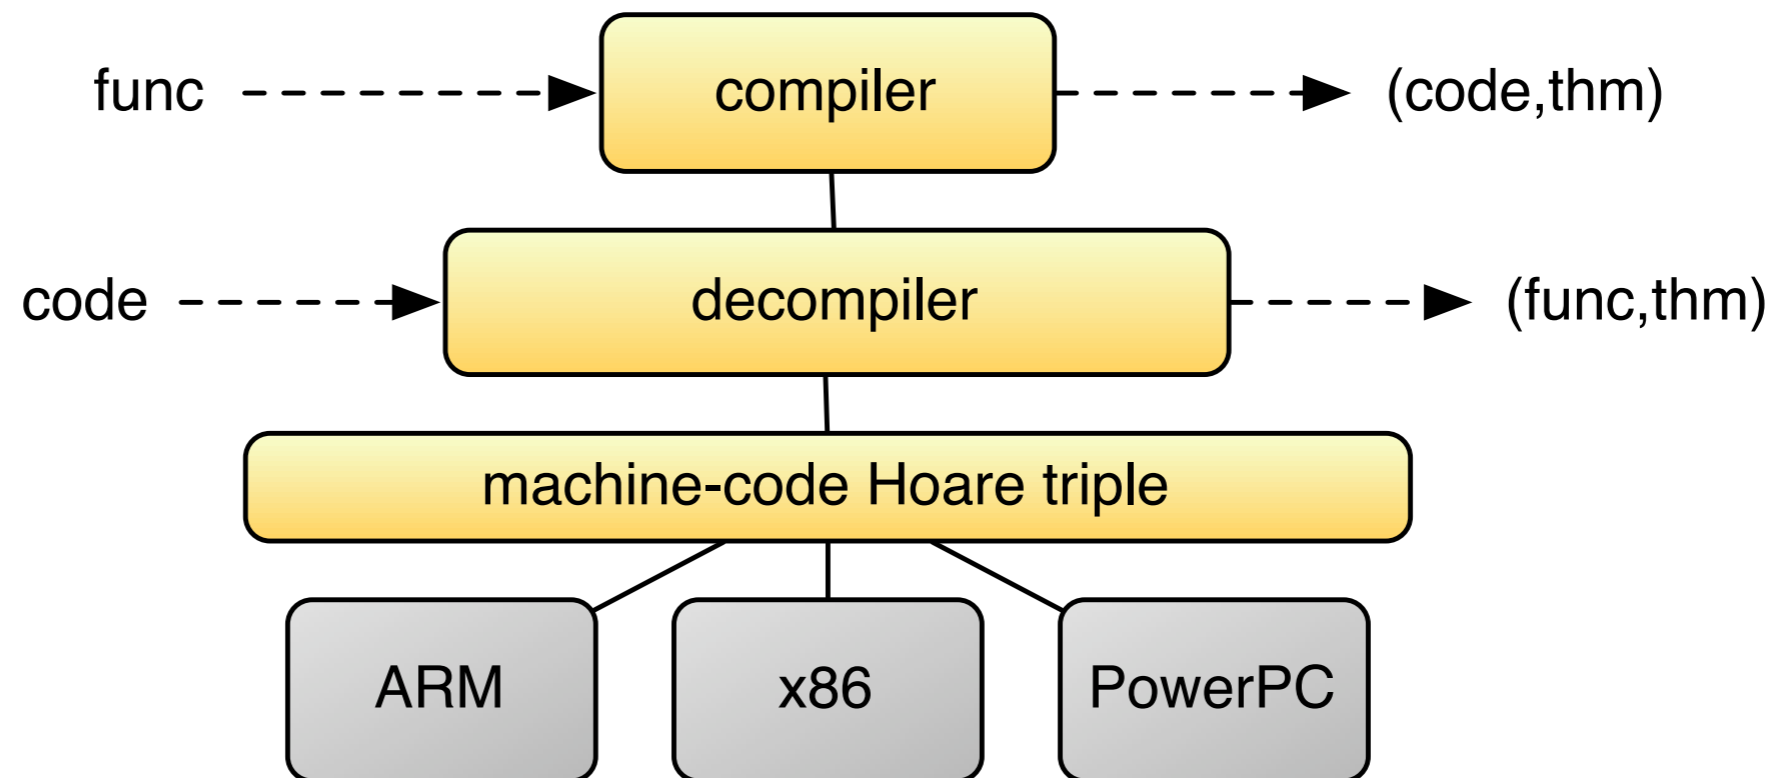 func
compiler
(code,thm)
code
decompiler
(func,thm)
machine-code Hoare triple
ARM
x86
PowerPC